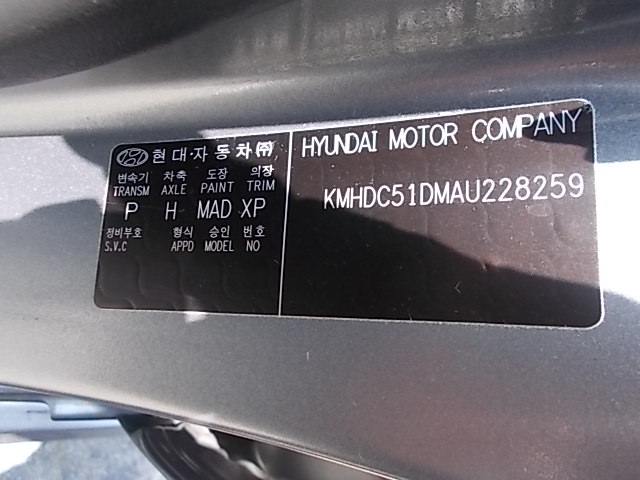 현대·자동차㈜
변속기 차축 도장 의장
TRANSM AXLE PAINT TRIM
P H MAD XP
정비부호 형식 승인 번호
S.V.C APPD MODEL NO
HYUNDAI MOTOR COMPANY
KMHDC51DMAU228259